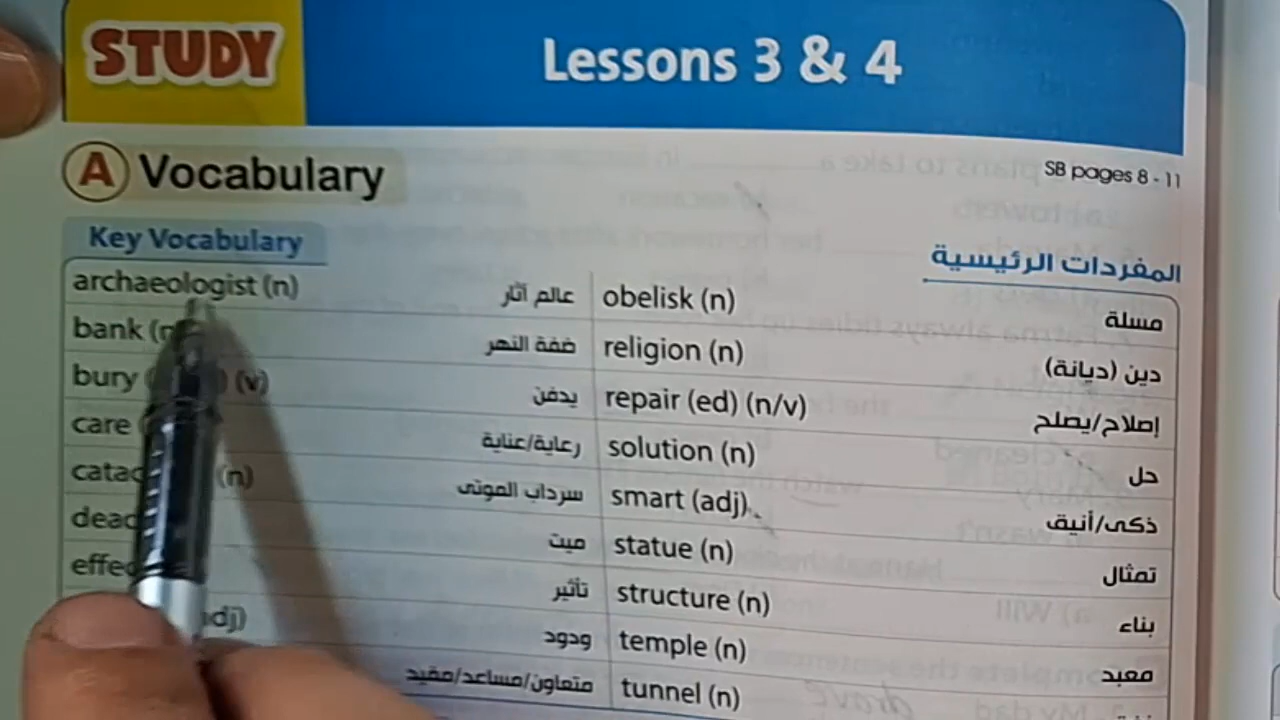 STUDY
Lessons 3 & 4
A Vocabulary
SB pages 8 - 11
Key Vocabulary
المفردات الرئيسية
archaeologist (n) عالم آثار obelisk (n) مسلة
bank ضفة النهر religion (n) دين (ديانة)
bury (v) يدفن repair (ed) (n/v) إصلاح/يصلح
care رعاية/عناية solution (n) حل
(n) سرداب الموتى smart (adj) ذكى/أنيق
ميت statue (n) تمثال
تأثير structure (n) بناء
ودود temple (n) معبد
متعاون/مساعد/مفيد tunnel (n)